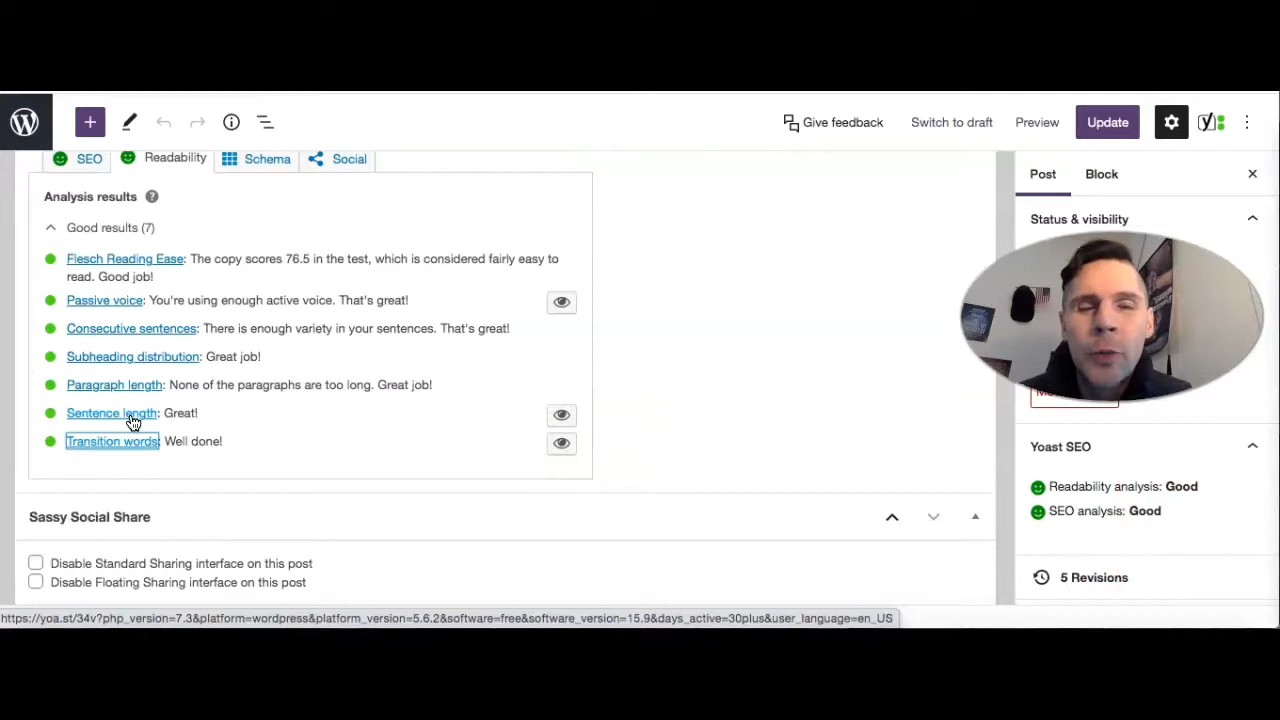 Give feedback
Switch to draft
Preview
Update
SEO
Readability
Schema
Social
Analysis results
Good results (7)
Flesch Reading Ease: The copy scores 76.5 in the test, which is considered fairly easy to
read. Good job!
Passive voice: You're using enough active voice. That's great!
Consecutive sentences: There is enough variety in your sentences. That's great!
Subheading distribution: Great job!
Paragraph length: None of the paragraphs are too long. Great job!
Sentence length: Great!
Transition words: Well done!
Sassy Social Share
Disable Standard Sharing interface on this post
Disable Floating Sharing interface on this post
https://yoa.st/34v?php_version=7.3&platform=wordpress&platform_version=5.6.2&software=free&software_version=15.9&days_active=30plus&user_language=en_US
Post
Block
Status & visibility
Yoast SEO
Readability analysis: Good
SEO analysis: Good
5 Revisions